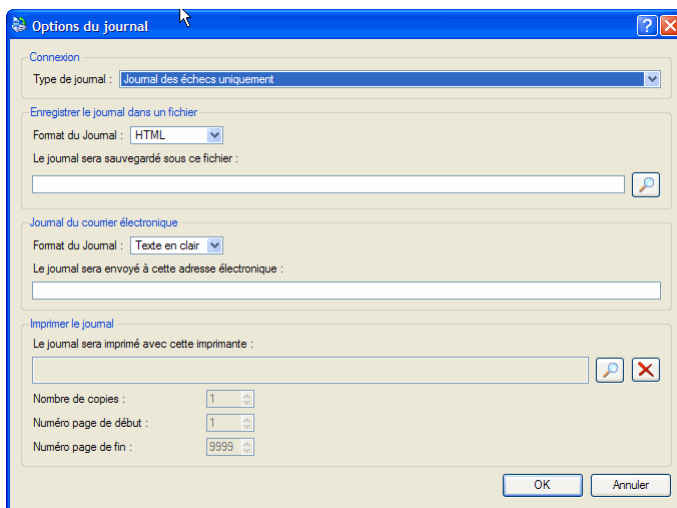 Options du journal
Connexion
Type de journal : Journal des échecs uniquement
Enregistrer le journal dans un fichier
Format du Journal : HTML
Le journal sera sauvegardé sous ce fichier :
Journal du courrier électronique
Format du Journal : Texte en clair
Le journal sera envoyé à cette adresse électronique :
Imprimer le journal
Le journal sera imprimé avec cette imprimante :
Nombre de copies : 1
Numéro page de début : 1
Numéro page de fin : 9999
OK Annuler